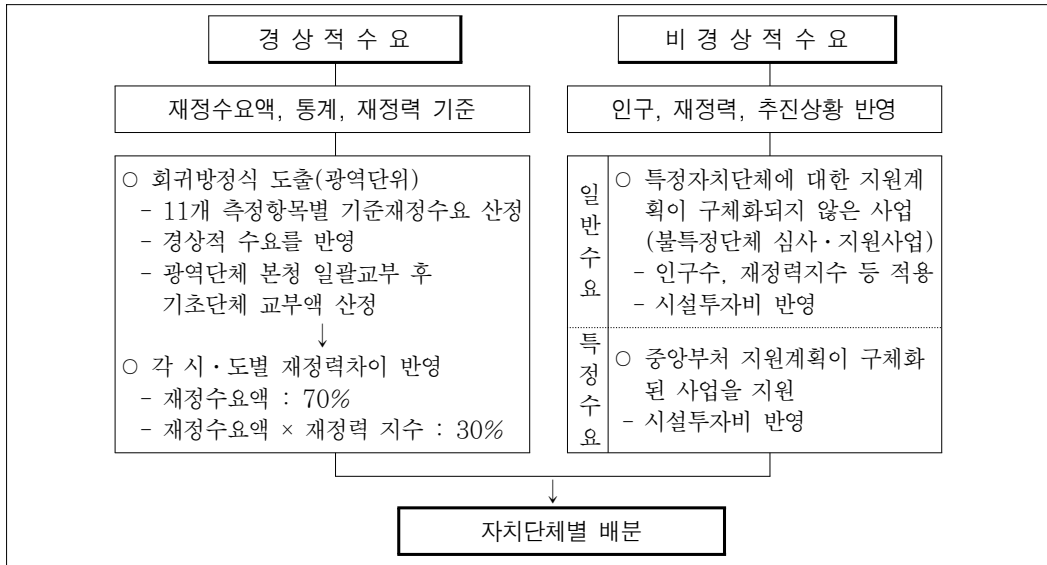 경 상 적 수 요
비 경 상 적 수 요
재정수요액, 통계, 재정력 기준
인구, 재정력, 추진상황 반영
○ 회귀방정식 도출(광역단위)
- 11개 측정항목별 기준재정수요 산정
- 경상적 수요를 반영
- 광역단체 본청 일괄교부 후
기초단체 교부액 산정
↓
○ 각 시·도별 재정력차이 반영
- 재정수요액 : 70%
- 재정수요액 × 재정력 지수 : 30%
일
반
수
요
○ 특정자치단체에 대한 지원계
획이 구체화되지 않은 사업
(불특정단체 심사·지원사업)
- 인구수, 재정력지수 등 적용
- 시설투자비 반영
특
정
수
요
○ 중앙부처 지원계획이 구체화
된 사업을 지원
- 시설투자비 반영
↓
자치단체별 배분